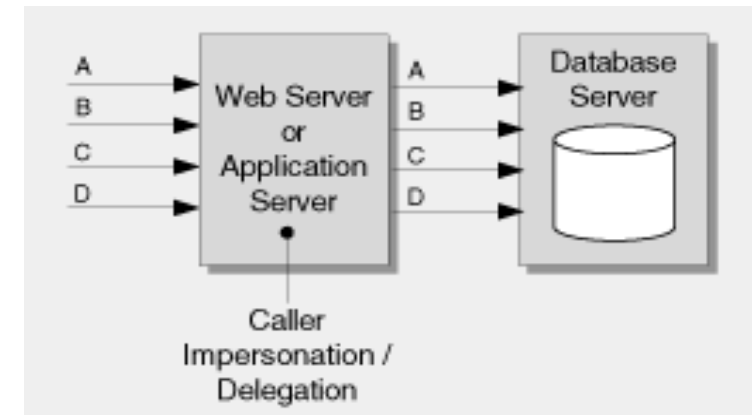 A
B
C
D
Web Server
or
Application
Server
A
B
C
D
Database
Server
Caller
Impersonation /
Delegation